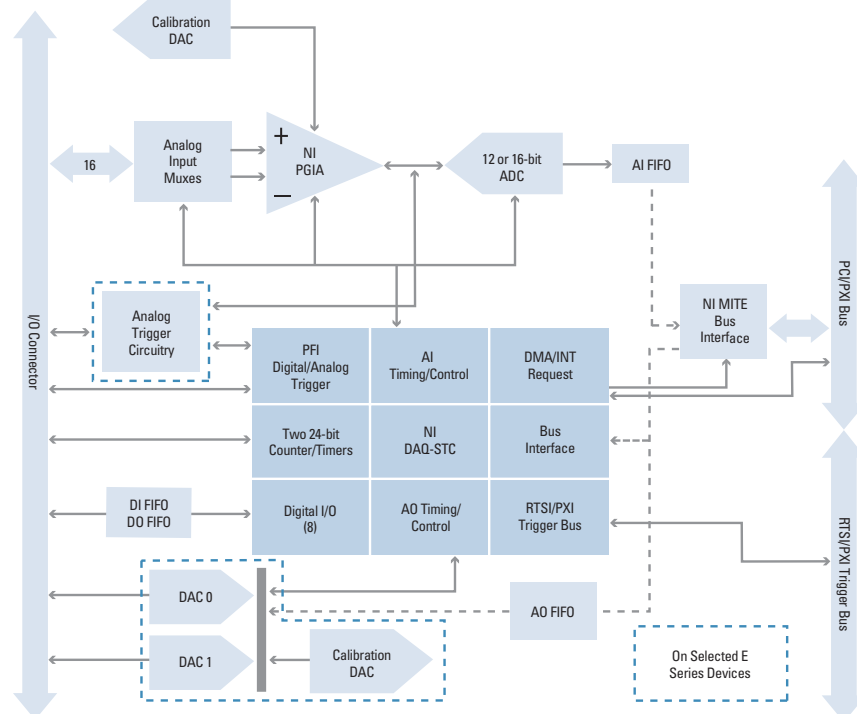 Calibration
DAC
16
Analog
Input
Muxes
+
NI
PGIA
–
12 or 16-bit
ADC
AI FIFO
I/O Connector
PCI/PXI Bus
Analog
Trigger
Circuitry
NI MITE
Bus
Interface
PFI
Digital/Analog
Trigger
AI
Timing/Control
DMA/INT
Request
Two 24-bit
Counter/Timers
NI
DAQ-STC
Bus
Interface
DI FIFO
DO FIFO
Digital I/O
(8)
AO Timing/
Control
RTSI/PXI
Trigger Bus
RTSI/PXI Trigger Bus
DAC 0
AO FIFO
DAC 1
Calibration
DAC
On Selected E
Series Devices